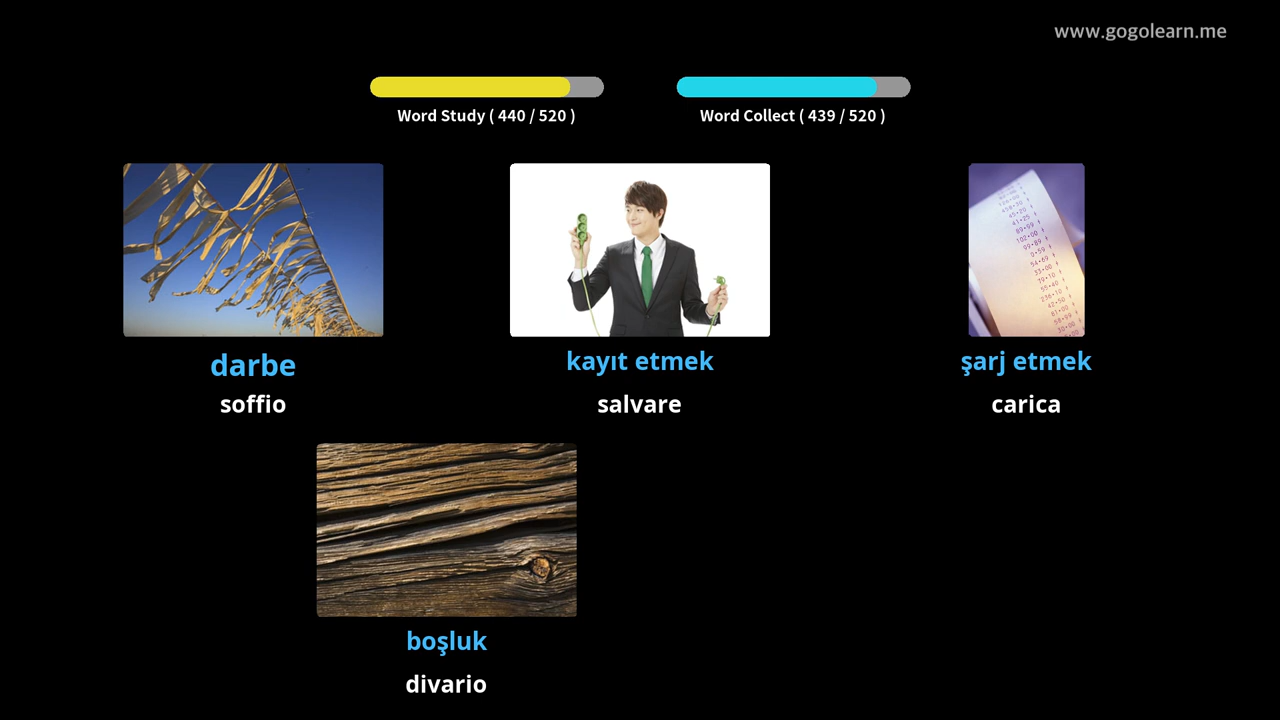 www.gogolearn.me
Word Study ( 440 / 520 )
Word Collect ( 439 / 520 )
darbe
soffio
kayıt etmek
salvare
şarj etmek
carica
boşluk
divario